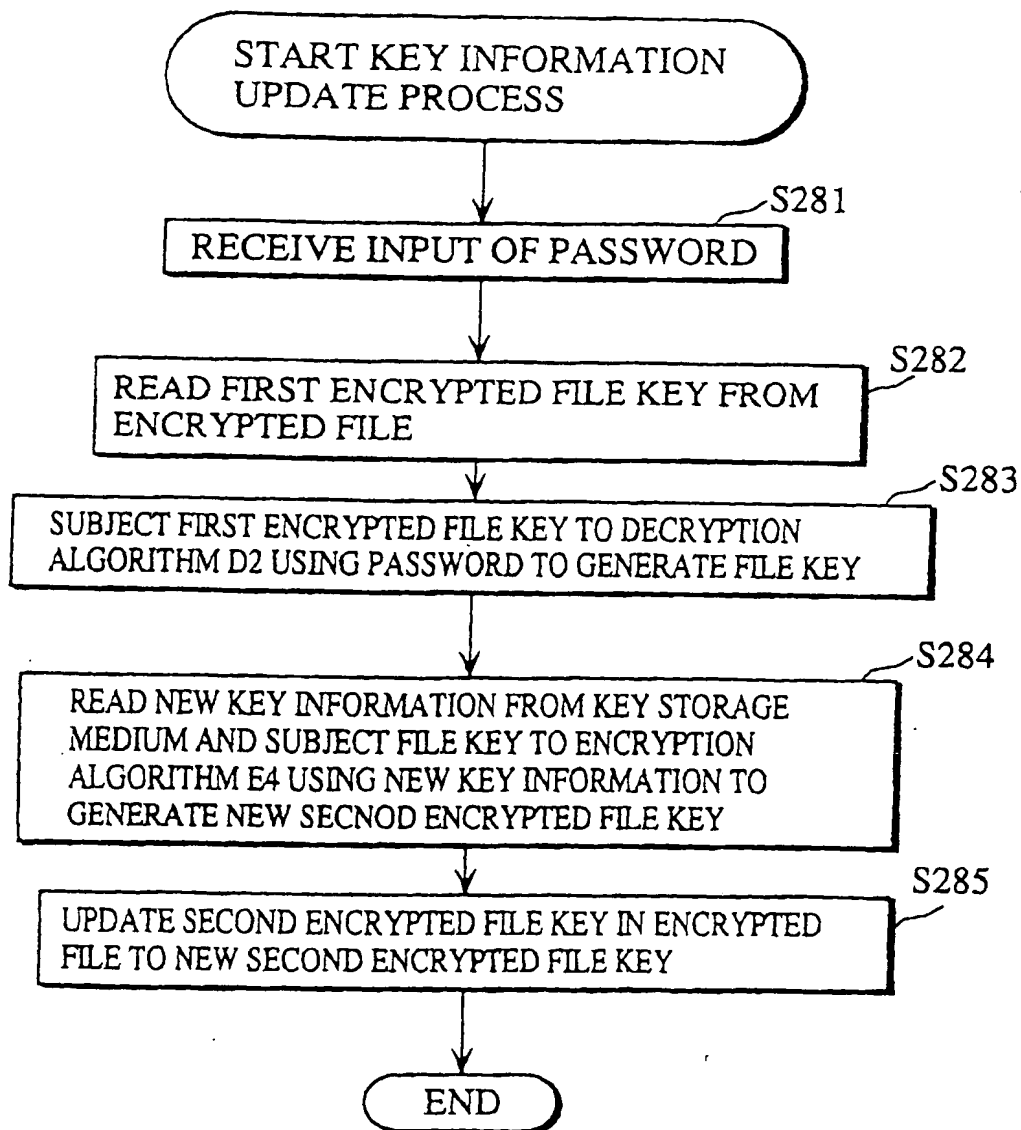 START KEY INFORMATION
UPDATE PROCESS
S281
RECEIVE INPUT OF PASSWORD
S282
READ FIRST ENCRYPTED FILE KEY FROM
ENCRYPTED FILE
S283
SUBJECT FIRST ENCRYPTED FILE KEY TO DECRYPTION
ALGORITHM D2 USING PASSWORD TO GENERATE FILE KEY
S284
READ NEW KEY INFORMATION FROM KEY STORAGE
MEDIUM AND SUBJECT FILE KEY TO ENCRYPTION
ALGORITHM E4 USING NEW KEY INFORMATION TO
GENERATE NEW SECNOD ENCRYPTED FILE KEY
S285
UPDATE SECOND ENCRYPTED FILE KEY IN ENCRYPTED
FILE TO NEW SECOND ENCRYPTED FILE KEY
END